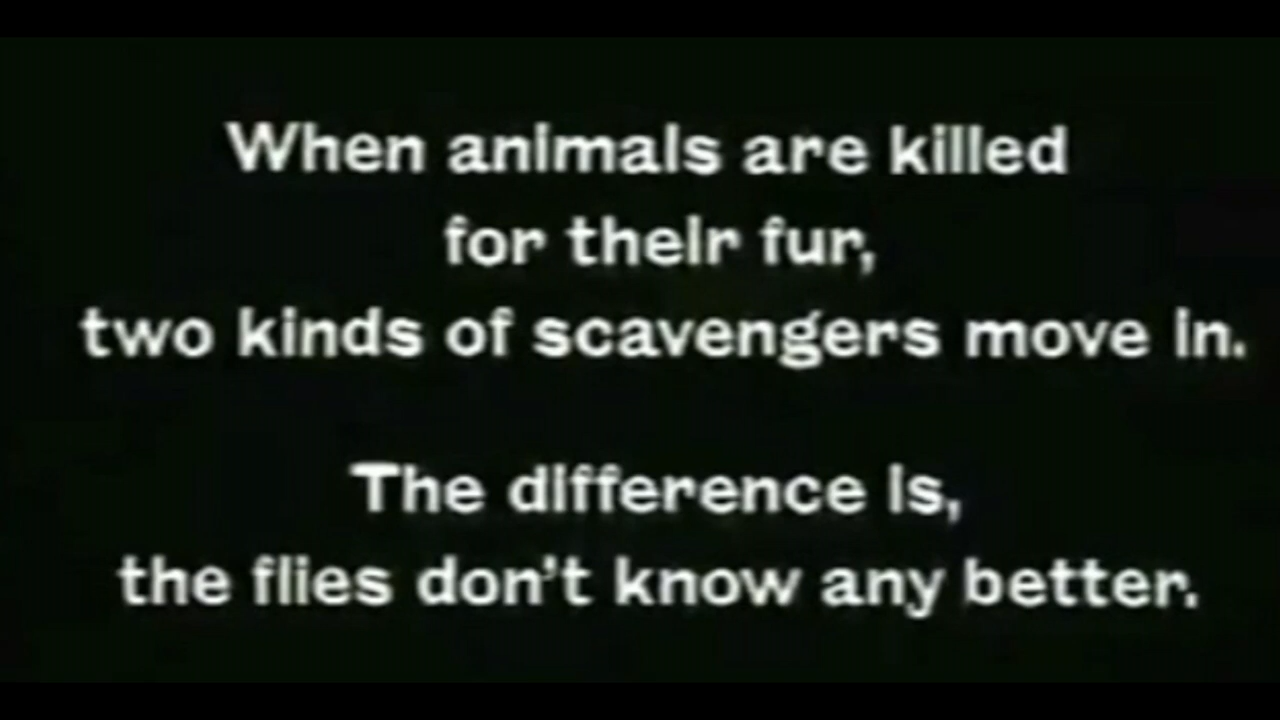 When animals are killed
for their fur,
two kinds of scavengers move in.
The difference is,
the flies don't know any better.